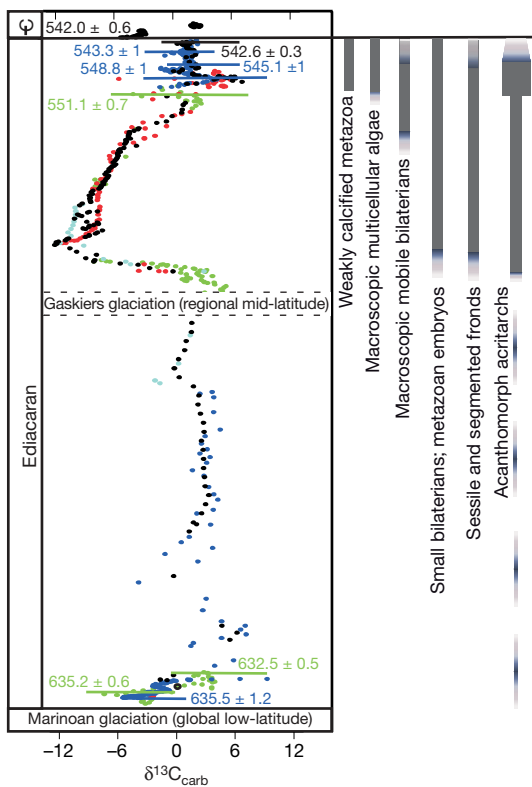 Ꞓ
542.0 ± 0.6
543.3 ± 1
542.6 ± 0.3
548.8 ± 1
545.1 ±1
551.1 ± 0.7
Ediacaran
Gaskiers glaciation (regional mid-latitude)
632.5 ± 0.5
635.2 ± 0.6
635.5 ± 1.2
Marinoan glaciation (global low-latitude)
−12
−6
0
6
12
δ¹³C_carb
Weakly calcified metazoa
Macroscopic multicellular algae
Macroscopic mobile bilaterians
Small bilaterians; metazoan embryos
Sessile and segmented fronds
Acanthomorph acritarchs